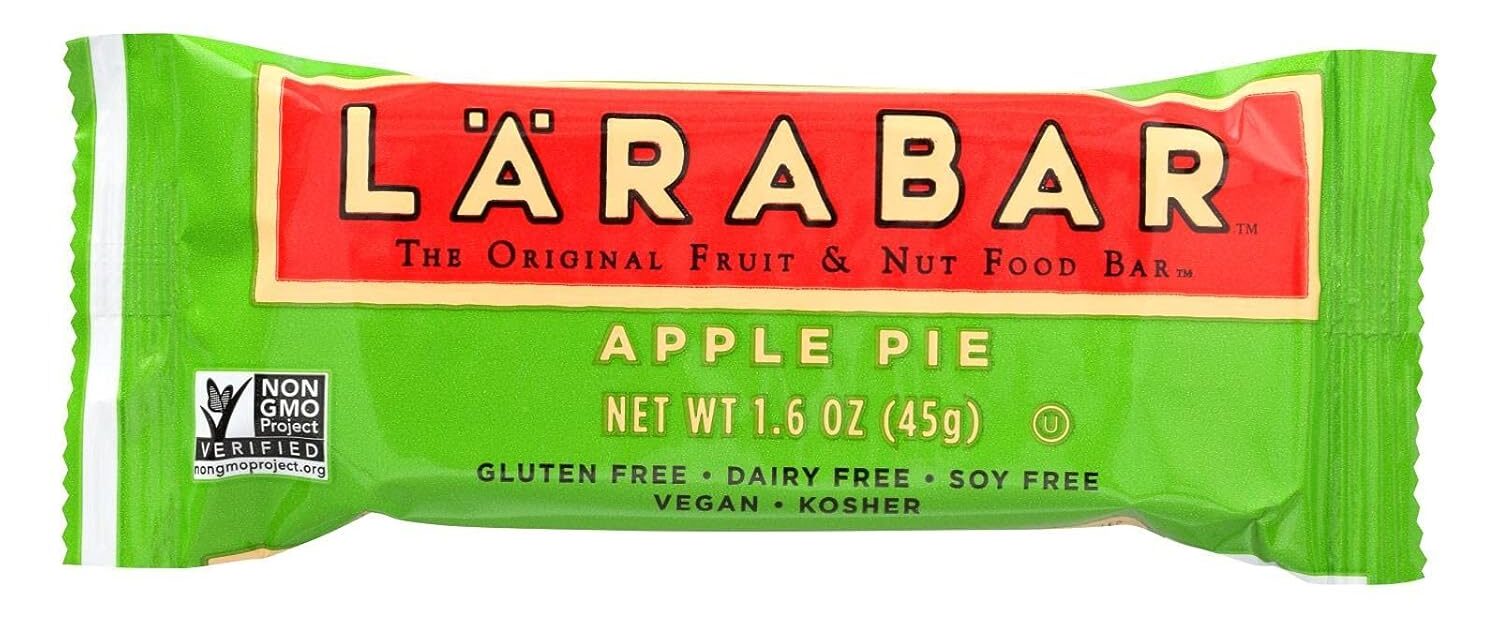 LÄRABAR™
The Original Fruit & Nut Food Bar™
APPLE PIE
NET WT 1.6 OZ (45g) U
NON
GMO
Project
VERIFIED
nongmoproject.org
GLUTEN FREE • DAIRY FREE • SOY FREE
VEGAN • KOSHER